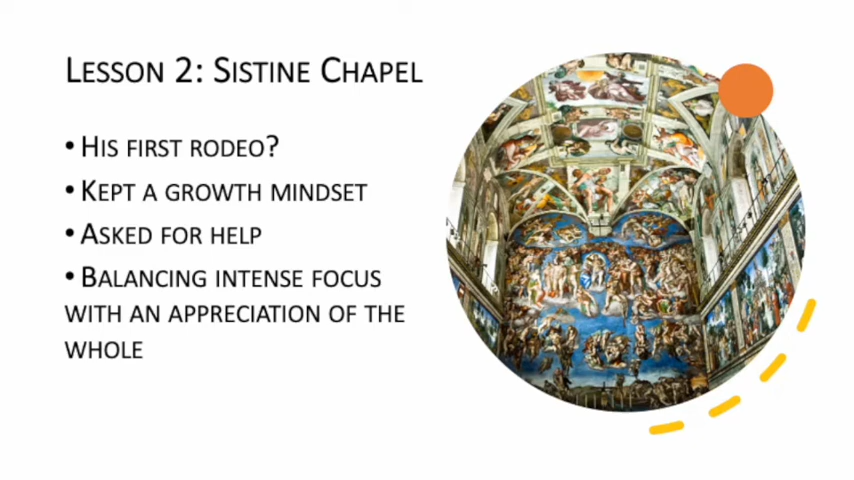 Lesson 2: Sistine Chapel
• His first rodeo?
• Kept a growth mindset
• Asked for help
• Balancing intense focus
with an appreciation of the
whole